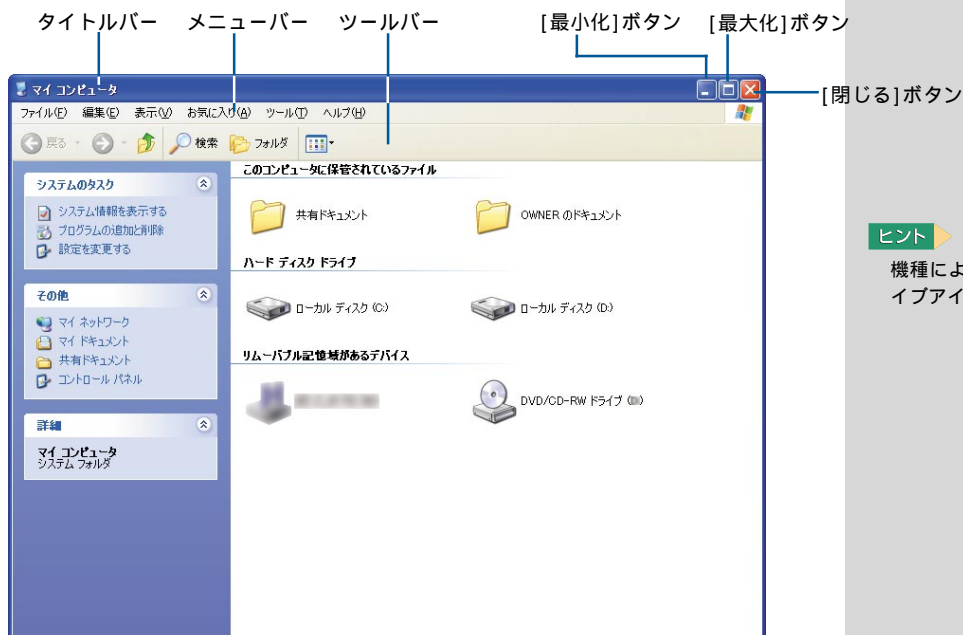 タイトルバー メニューバー ツールバー [最小化]ボタン [最大化]ボタン
マイ コンピュータ
[閉じる]ボタン
ファイル(F) 編集(E) 表示(V) お気に入り(A) ツール(T) ヘルプ(H)
戻る 検索 フォルダ
システムのタスク
システム情報を表示する
プログラムの追加と削除
設定を変更する
その他
マイ ネットワーク
マイ ドキュメント
共有ドキュメント
コントロール パネル
詳細
マイ コンピュータ
システム フォルダ
このコンピュータに保管されているファイル
共有ドキュメント OWNER のドキュメント
ハード ディスク ドライブ
ローカル ディスク (C:) ローカル ディスク (D:)
リムーバブル記憶域があるデバイス
DVD/CD-RW ドライブ
ヒント
機種によ
イブアイ